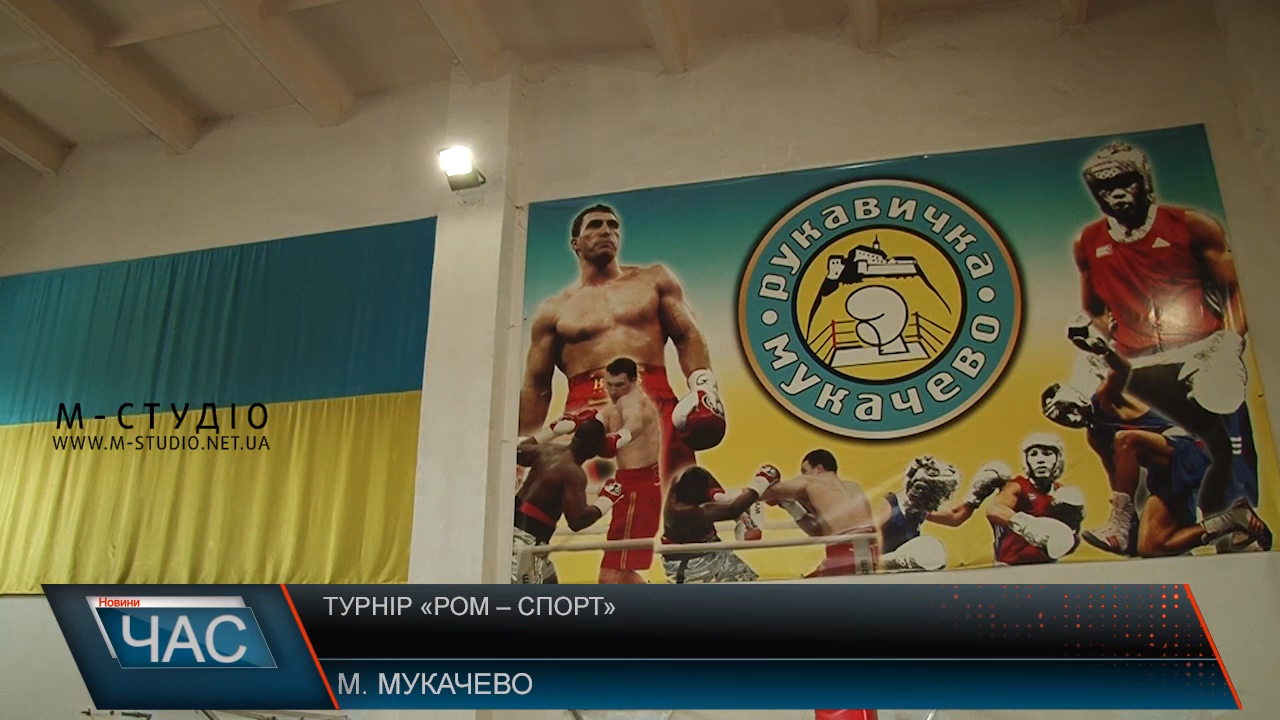 • РУКАВИЧКА •
МУКАЧЕВО
М-СТУДІО
WWW.M-STUDIO.NET.UA
Новини
ЧАС
ТУРНІР «РОМ – СПОРТ»
М. МУКАЧЕВО